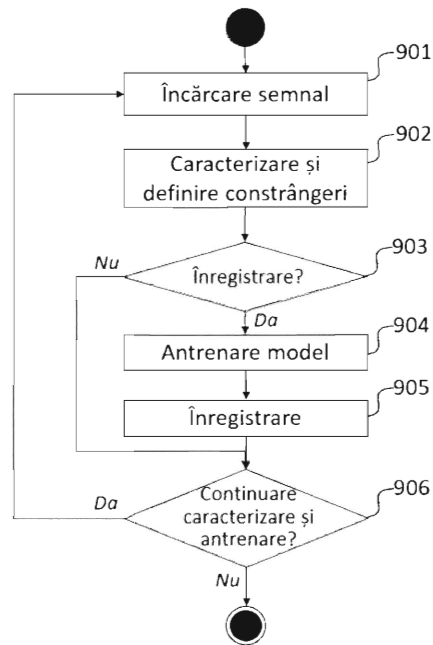 901
Încărcare semnal
902
Caracterizare și
definire constrângeri
903
Nu
Înregistrare?
Da
904
Antrenare model
905
Înregistrare
906
Da
Continuare
caracterizare și
antrenare?
Nu